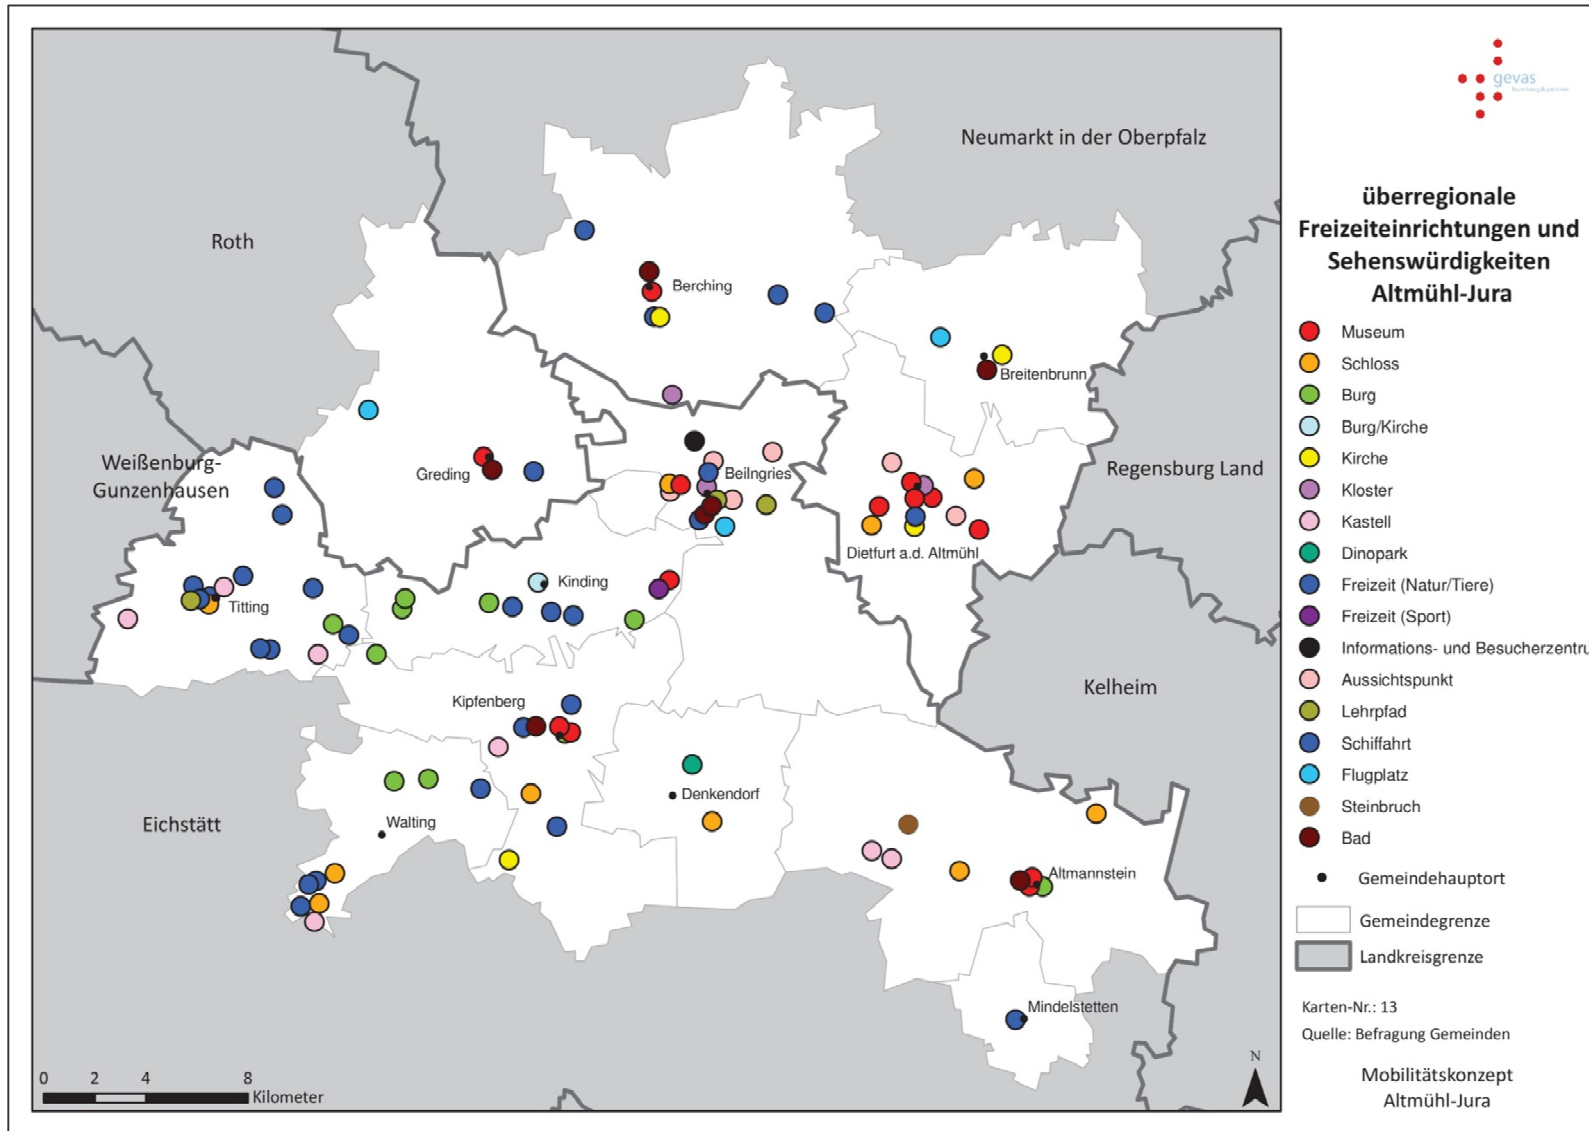 gevas
humberg & partner
Neumarkt in der Oberpfalz
Roth
Berching
Breitenbrunn
Greding
Weißenburg-
Gunzenhausen
Beilngries
Regensburg Land
Dietfurt a.d. Altmühl
Kinding
Titting
Kipfenberg
Kelheim
Denkendorf
Walting
Eichstätt
Altmannstein
Mindelstetten
0 2 4 8
Kilometer
N
überregionale
Freizeiteinrichtungen und
Sehenswürdigkeiten
Altmühl-Jura
Museum
Schloss
Burg
Burg/Kirche
Kirche
Kloster
Kastell
Dinopark
Freizeit (Natur/Tiere)
Freizeit (Sport)
Informations- und Besucherzentru
Aussichtspunkt
Lehrpfad
Schiffahrt
Flugplatz
Steinbruch
Bad
Gemeindehauptort
Gemeindegrenze
Landkreisgrenze
Karten-Nr.: 13
Quelle: Befragung Gemeinden
Mobilitätskonzept
Altmühl-Jura